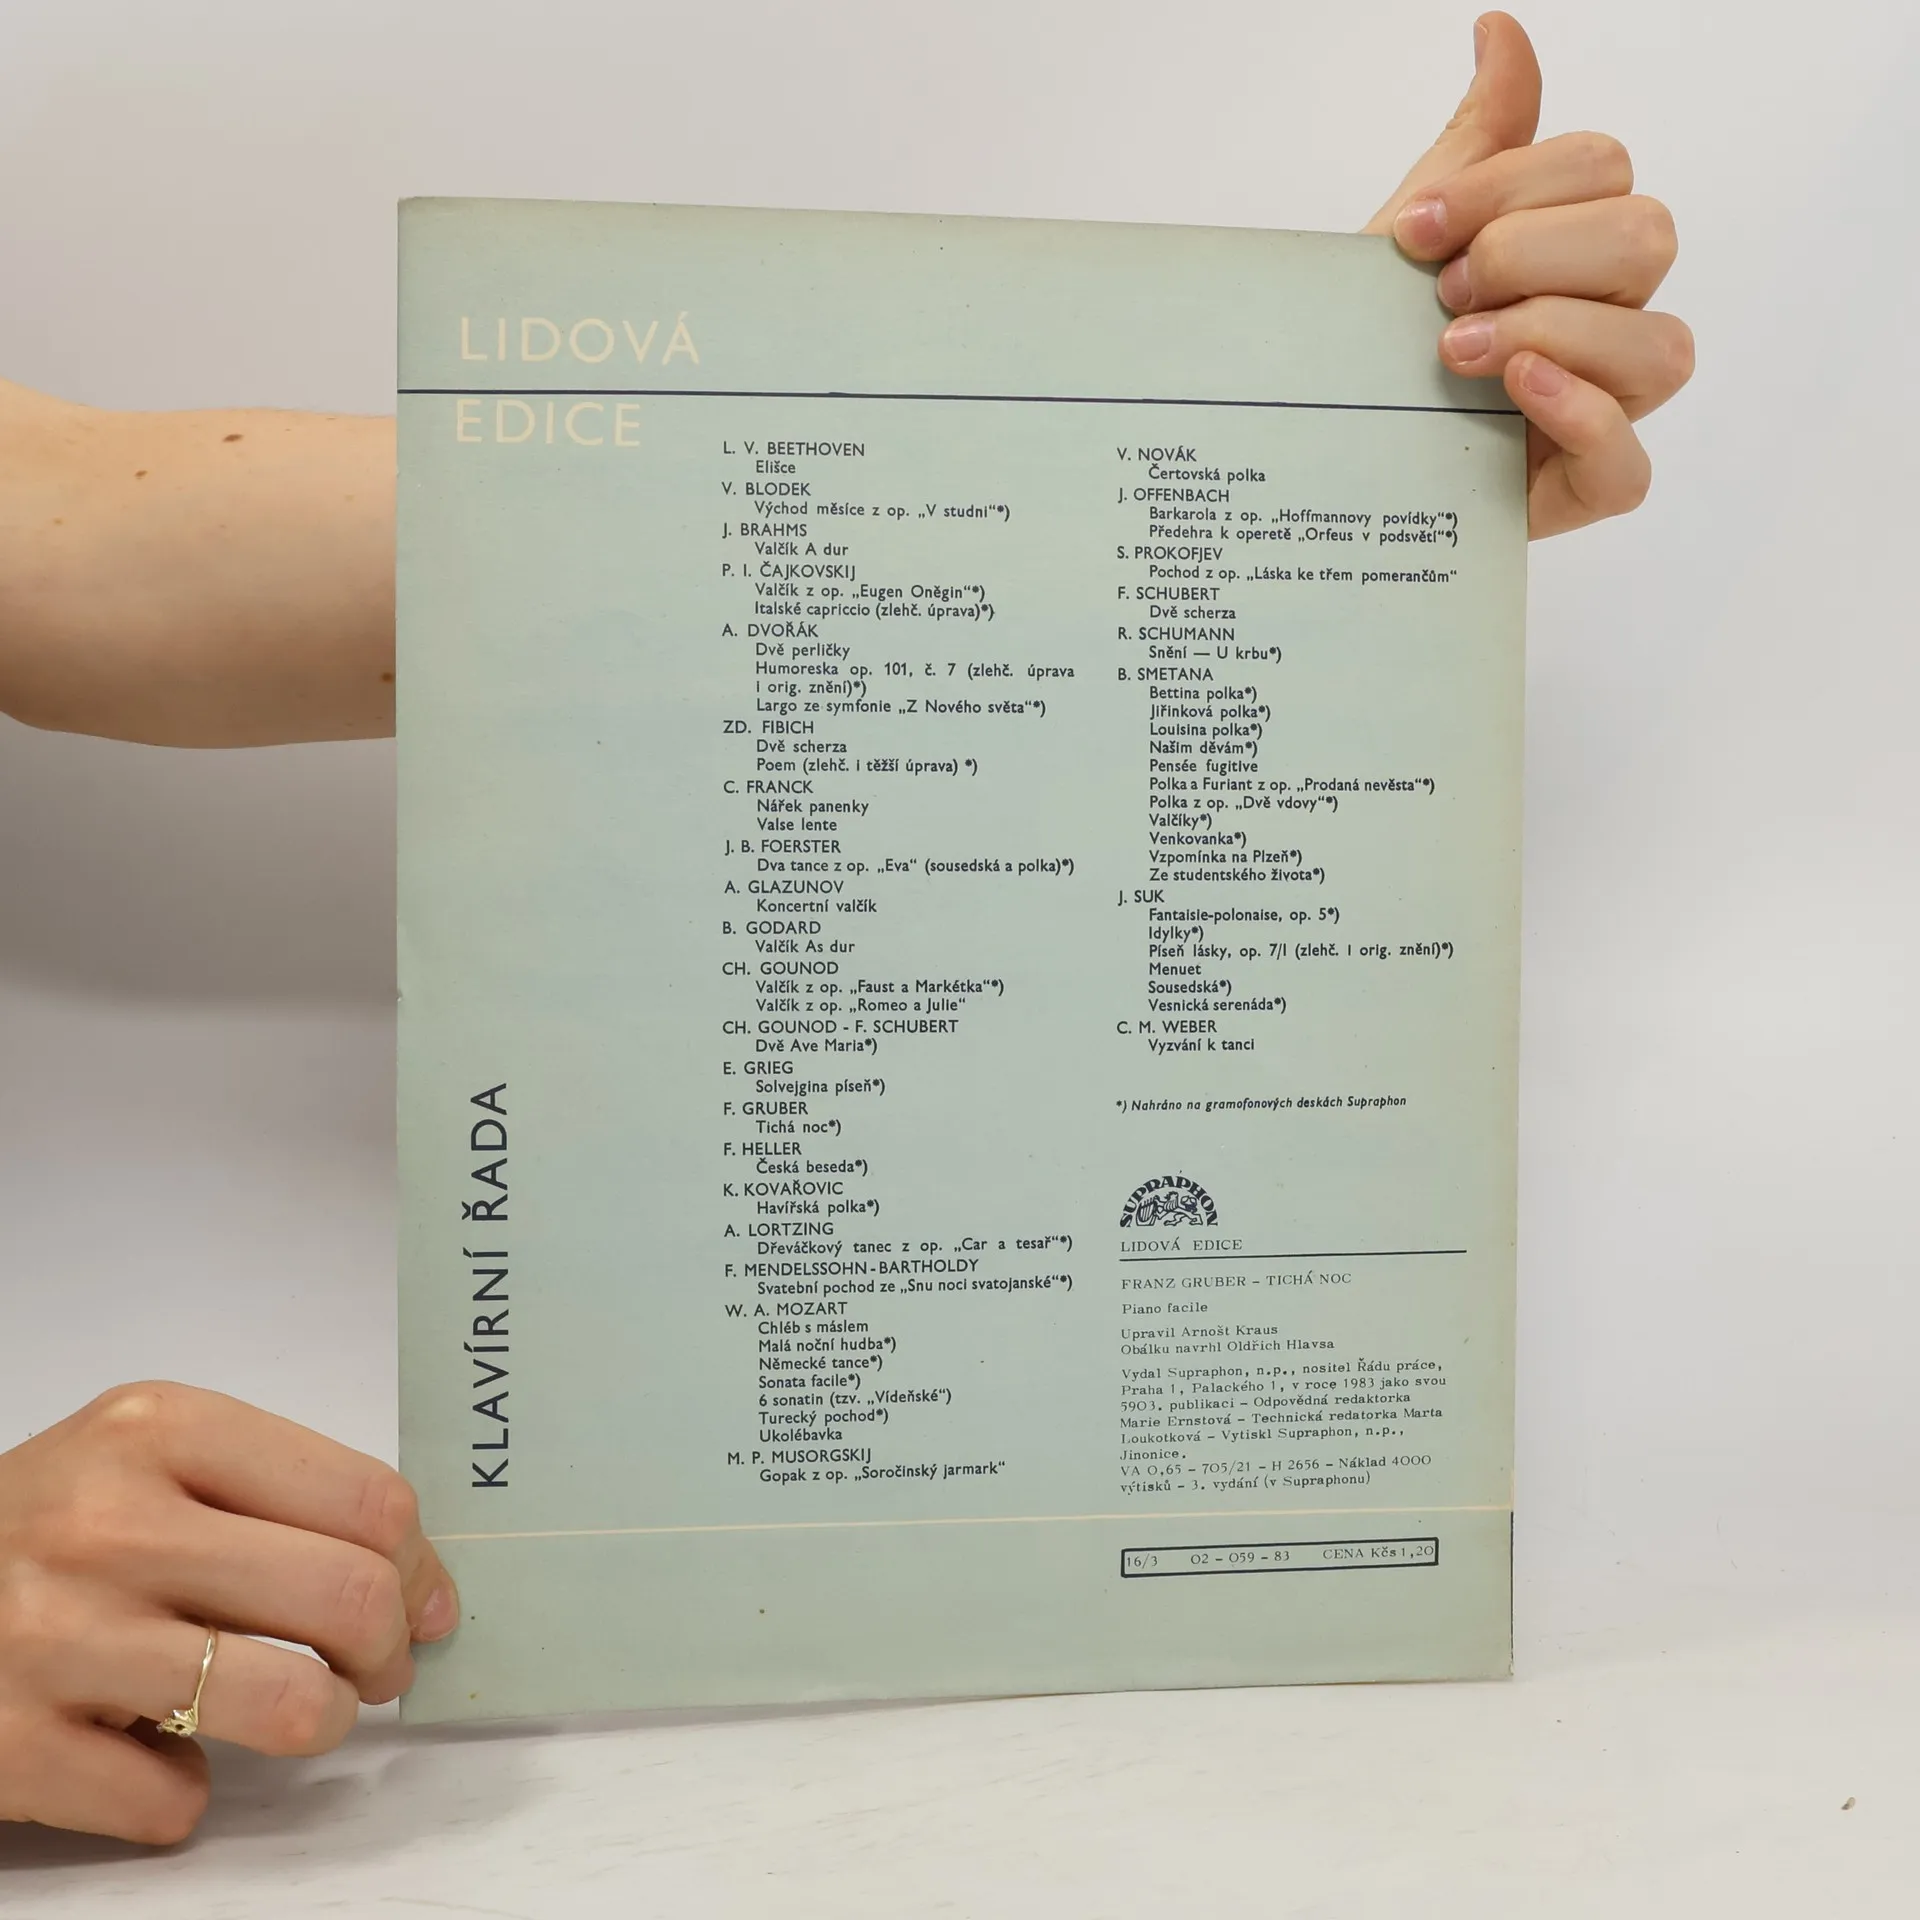 LIDOVÁ
EDICE
KLAVÍRNÍ ŘADA
L. V. BEETHOVEN
Elišce
V. BLODEK
Východ měsíce z op. „V studni“*)
J. BRAHMS
Valčík A dur
P. I. ČAJKOVSKIJ
Valčík z op. „Eugen Oněgin“*)
Italské capriccio (zlehč. úprava)*)
A. DVOŘÁK
Dvě perličky
Humoreska op. 101, č. 7 (zlehč. úprava
i orig. znění)*)
Largo ze symfonie „Z Nového světa“*)
ZD. FIBICH
Dvě scherza
Poem (zlehč. i těžší úprava) *)
C. FRANCK
Nářek panenky
Valse lente
J. B. FOERSTER
Dva tance z op. „Eva“ (sousedská a polka)*)
A. GLAZUNOV
Koncertní valčík
B. GODARD
Valčík As dur
CH. GOUNOD
Valčík z op. „Faust a Markétka“*)
Valčík z op. „Romeo a Julie“
CH. GOUNOD - F. SCHUBERT
Dvě Ave Maria*)
E. GRIEG
Solvejgina píseň*)
F. GRUBER
Tichá noc*)
F. HELLER
Česká beseda*)
K. KOVAŘOVIC
Havířská polka*)
A. LORTZING
Dřeváčkový tanec z op. „Car a tesař“*)
F. MENDELSSOHN-BARTHOLDY
Svatební pochod ze „Snu noci svatojanské“*)
W. A. MOZART
Chléb s máslem
Malá noční hudba*)
Německé tance*)
Sonata facile*)
6 sonatin (tzv. „Vídeňské“)
Turecký pochod*)
Ukolébavka
M. P. MUSORGSKIJ
Gopak z op. „Soročinský jarmark“
V. NOVÁK
Čertovská polka
J. OFFENBACH
Barkarola z op. „Hoffmannovy povídky“*)
Předehra k operetě „Orfeus v podsvětí“*)
S. PROKOFJEV
Pochod z op. „Láska ke třem pomerančům“
F. SCHUBERT
Dvě scherza
R. SCHUMANN
Snění — U krbu*)
B. SMETANA
Bettina polka*)
Jiřinková polka*)
Louisina polka*)
Našim děvám*)
Pensée fugitive
Polka a Furiant z op. „Prodaná nevěsta“*)
Polka z op. „Dvě vdovy“*)
Valčíky*)
Venkovanka*)
Vzpomínka na Plzeň*)
Ze studentského života*)
J. SUK
Fantaisie-polonaise, op. 5*)
Idylky*)
Píseň lásky, op. 7/I (zlehč. i orig. znění)*)
Menuet
Sousedská*)
Vesnická serenáda*)
C. M. WEBER
Vyzvání k tanci
*) Nahráno na gramofonových deskách Supraphon
SUPRAPHON
LIDOVÁ EDICE
FRANZ GRUBER - TICHÁ NOC
Piano facile
Upravil Arnošt Kraus
Obálku navrhl Oldřich Hlavsa
Vydal Supraphon, n.p., nositel Řádu práce,
Praha 1, Palackého 1, v roce 1983 jako svou
5903. publikaci - Odpovědná redaktorka
Marie Ernstová - Technická redatorka Marta
Loukotková - Vytiskl Supraphon, n.p.,
Jinonice.
VA 0,65 - 705/21 - H 2656 - Náklad 4000
výtisků - 3. vydání (v Supraphonu)
16/3 02 - 059 - 83 CENA Kčs 1,20